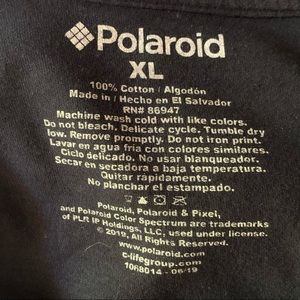 Polaroid
XL
100% Cotton / Algodón
Made in / Hecho en El Salvador
RN# 86947
Machine wash cold with like colors.
Do not bleach. Delicate cycle. Tumble dry
low. Remove promptly. Do not iron print.
Lavar en agua fría con colores similares.
Ciclo delicado. No usar blanqueador.
Secar en secadora a baja temperatura.
Quitar rápidamente.
No planchar el estampado.
Polaroid, Polaroid & Pixel,
and Polaroid Color Spectrum are trademarks
of PLR IP Holdings, LLC, used under license.
© 2019. All Rights Reserved.
www.polaroid.com
c-lifegroup.com
1068014 - 06/19